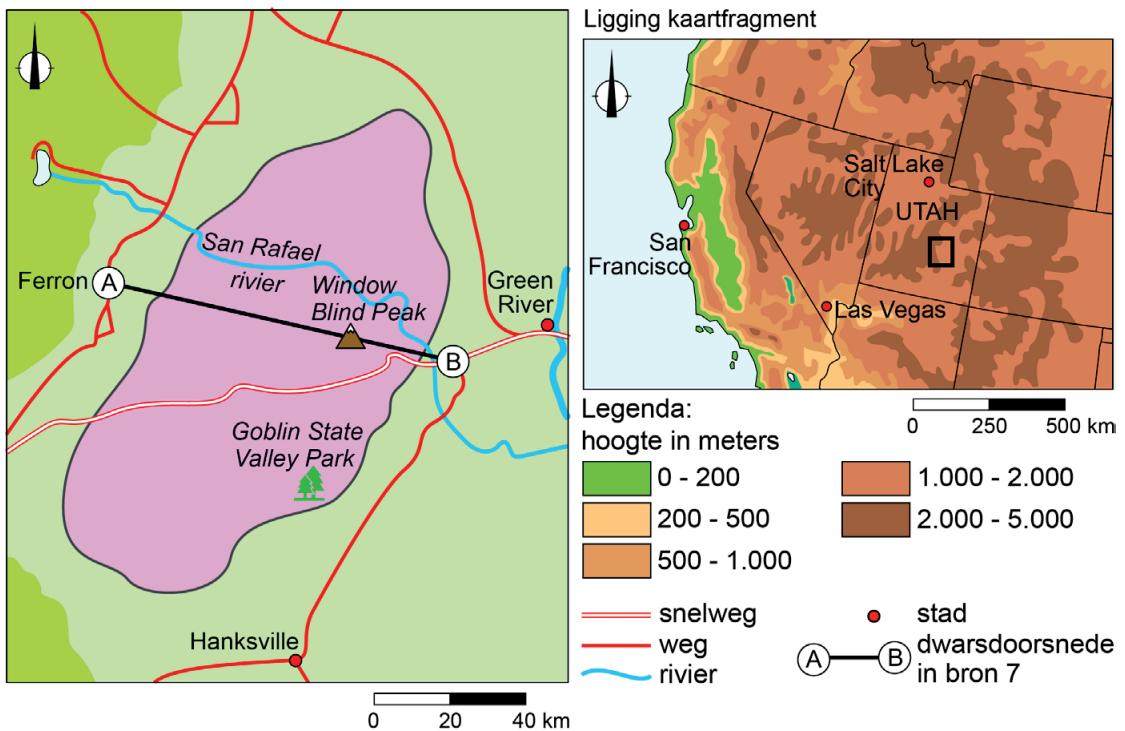 Ferron
A
San Rafael
rivier
Window
Blind Peak
Green
River
B
Goblin State
Valley Park
Hanksville
0 20 40 km
Ligging kaartfragment
Salt Lake
City
UTAH
San
Francisco
Las Vegas
0 250 500 km
Legenda:
hoogte in meters
0 - 200
200 - 500
500 - 1.000
1.000 - 2.000
2.000 - 5.000
snelweg
weg
rivier
stad
A B dwarsdoorsnede
in bron 7